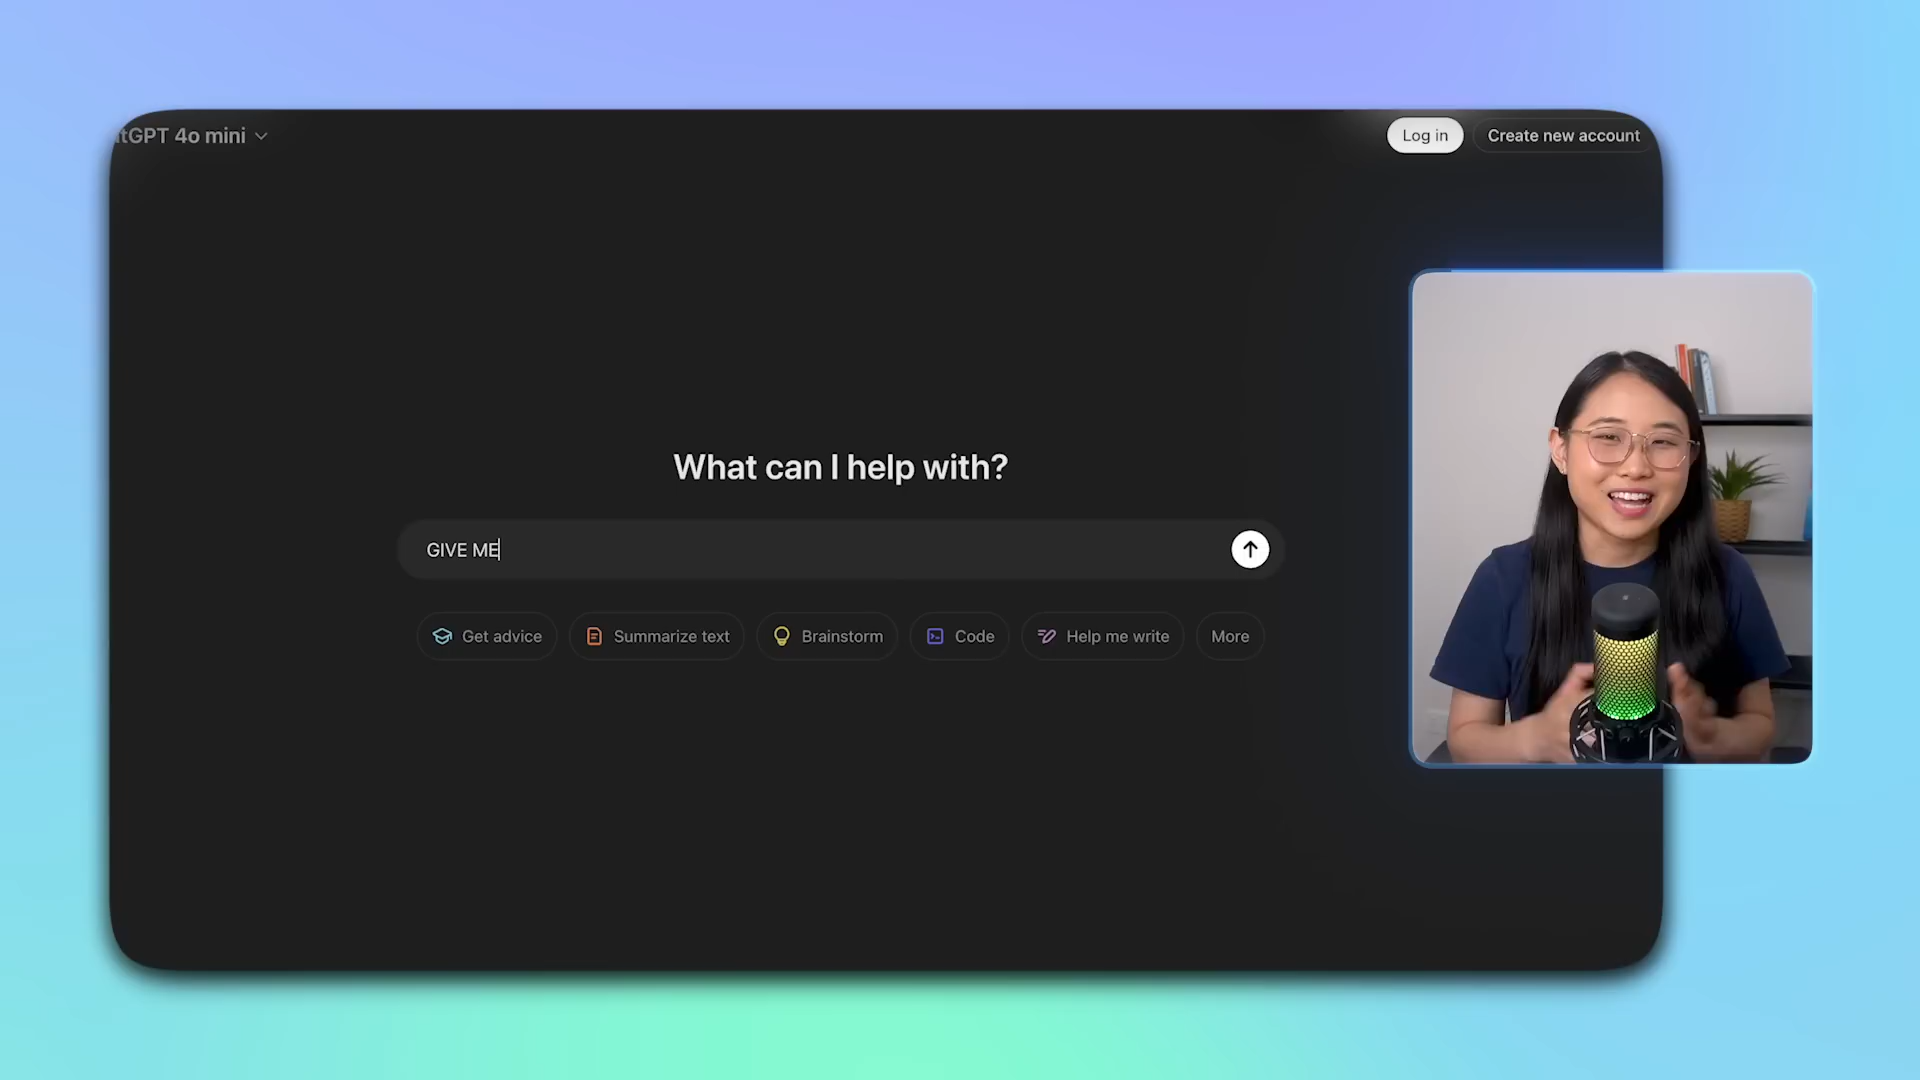 tGPT 4o mini
Log in
Create new account
What can I help with?
GIVE ME
Get advice
Summarize text
Brainstorm
Code
Help me write
More